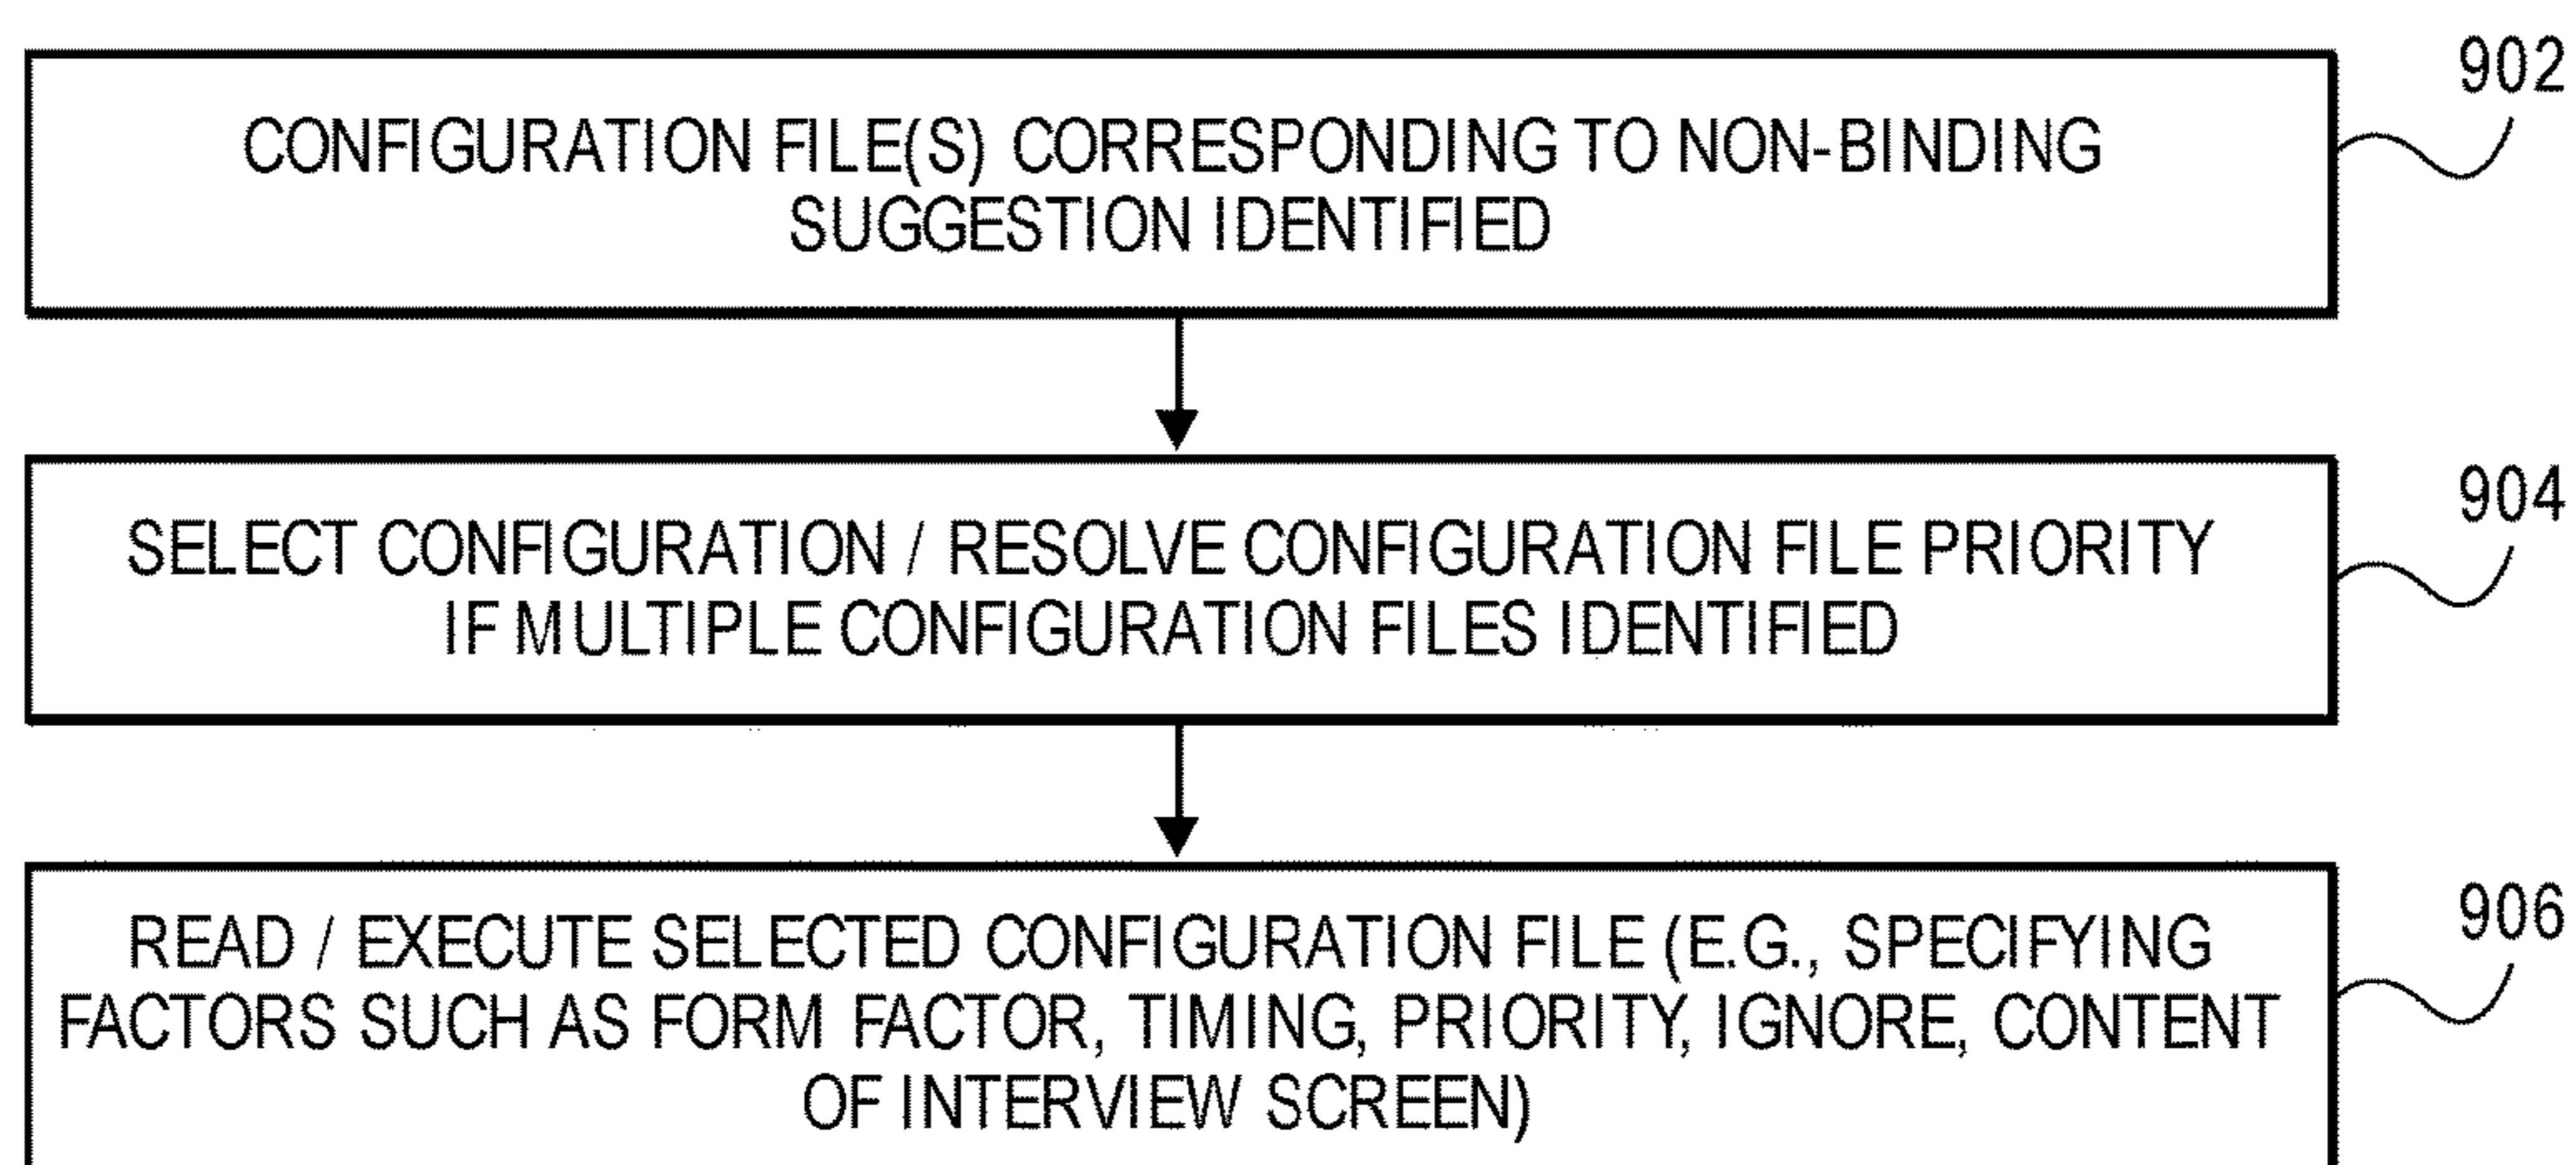 902
CONFIGURATION FILE(S) CORRESPONDING TO NON-BINDING
SUGGESTION IDENTIFIED
904
SELECT CONFIGURATION / RESOLVE CONFIGURATION FILE PRIORITY
IF MULTIPLE CONFIGURATION FILES IDENTIFIED
906
READ / EXECUTE SELECTED CONFIGURATION FILE (E.G., SPECIFYING
FACTORS SUCH AS FORM FACTOR, TIMING, PRIORITY, IGNORE, CONTENT
OF INTERVIEW SCREEN)